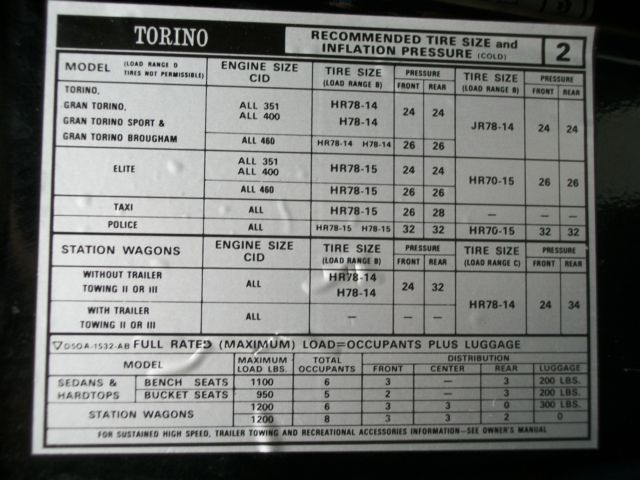 TORINO
RECOMMENDED TIRE SIZE and
INFLATION PRESSURE (COLD)
2
MODEL (LOAD RANGE D TIRES NOT PERMISSIBLE) ENGINE SIZE CID TIRE SIZE (LOAD RANGE B) PRESSURE FRONT REAR TIRE SIZE (LOAD RANGE B) PRESSURE FRONT REAR
TORINO,
GRAN TORINO,
GRAN TORINO SPORT &
GRAN TORINO BROUGHAM
ALL 351 HR78-14
ALL 400 H78-14 24 24 JR78-14 24 24
ALL 460 HR78-14 H78-14 26 26
ELITE ALL 351
ALL 400 HR78-15 24 24 HR70-15 26 26
ALL 460 HR78-15 26 26
TAXI ALL HR78-15 26 28 — — —
POLICE ALL HR78-15 H78-15 32 32 HR70-15 32 32
STATION WAGONS ENGINE SIZE CID TIRE SIZE (LOAD RANGE B) PRESSURE FRONT REAR TIRE SIZE (LOAD RANGE C) PRESSURE FRONT REAR
WITHOUT TRAILER
TOWING II OR III ALL HR78-14
H78-14 24 32 HR78-14 24 34
WITH TRAILER
TOWING II OR III ALL — — —
D5OA-1532-AB FULL RATED (MAXIMUM) LOAD=OCCUPANTS PLUS LUGGAGE
MODEL MAXIMUM LOAD LBS. TOTAL OCCUPANTS DISTRIBUTION FRONT CENTER REAR LUGGAGE
SEDANS & HARDTOPS BENCH SEATS 1100 6 3 — 3 200 LBS.
BUCKET SEATS 950 5 2 — 3 200 LBS.
STATION WAGONS 1200 6 3 3 0 300 LBS.
1200 8 3 3 2 0
FOR SUSTAINED HIGH SPEED, TRAILER TOWING AND RECREATIONAL ACCESSORIES INFORMATION—SEE OWNER'S MANUAL